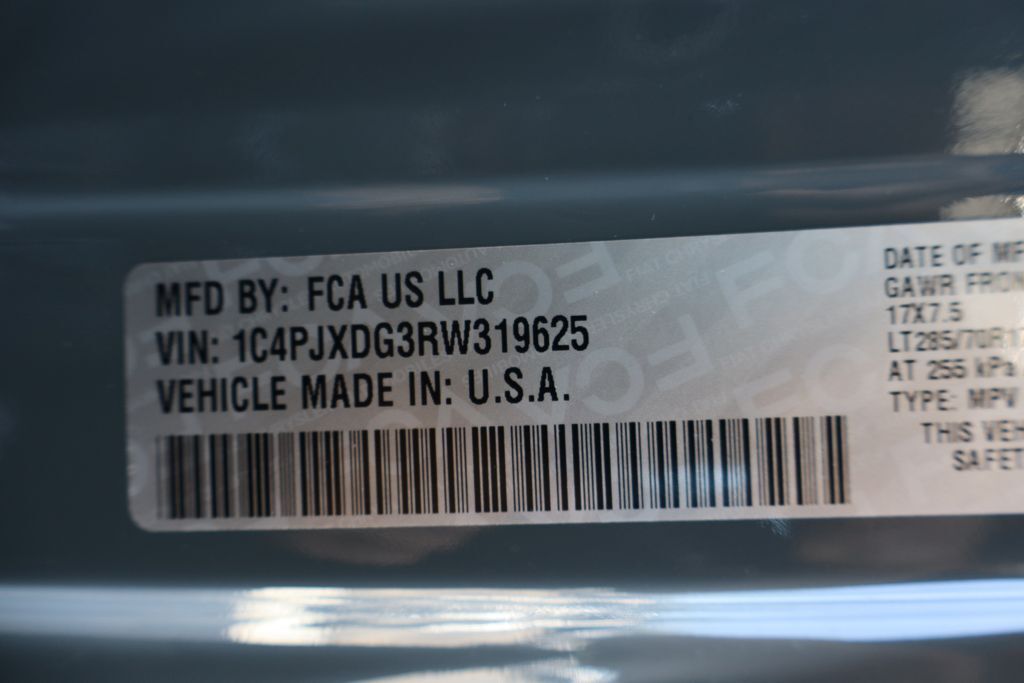 MFD BY: FCA US LLC
VIN: 1C4PJXDG3RW319625
VEHICLE MADE IN: U.S.A.
DATE OF MF
GAWR FRON
17X7.5
LT285/70R17
AT 255 kPa
TYPE: MPV
THIS VEH
SAFET